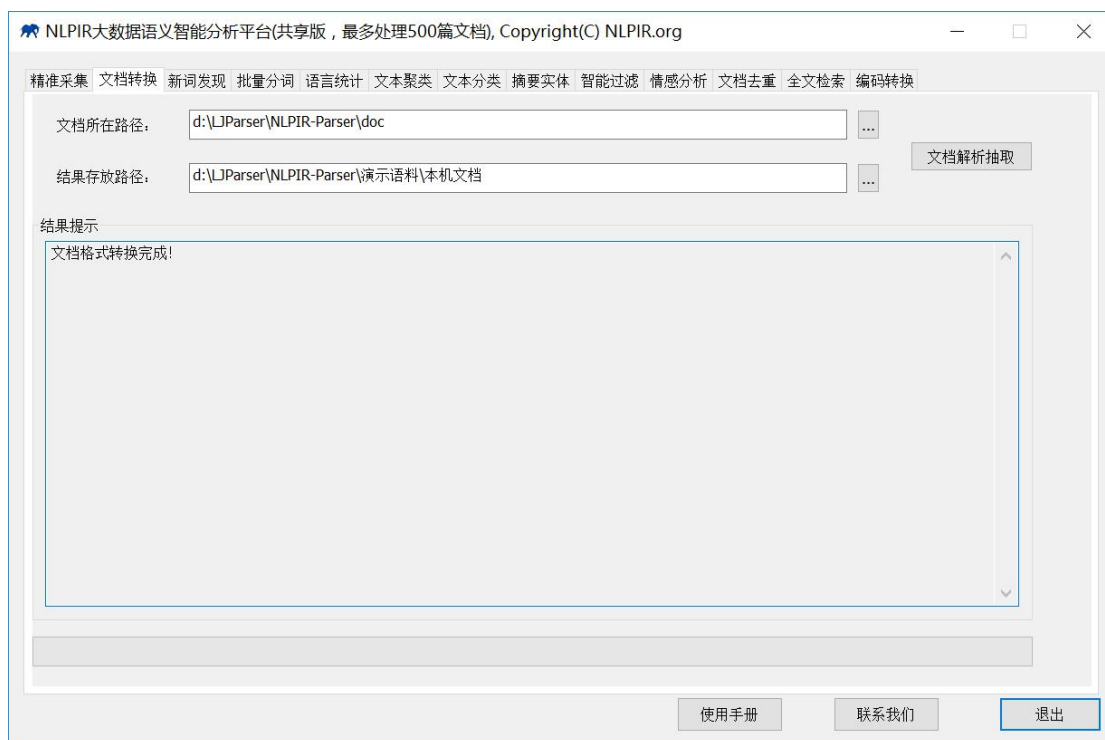 NLPIR大数据语义智能分析平台(共享版，最多处理500篇文档), Copyright(C) NLPIR.org
精准采集 文档转换 新词发现 批量分词 语言统计 文本聚类 文本分类 摘要实体 智能过滤 情感分析 文档去重 全文检索 编码转换
文档所在路径： d:\LJParser\NLPIR-Parser\doc ...
文档解析抽取
结果存放路径： d:\LJParser\NLPIR-Parser\演示语料\本机文档 ...
结果提示
文档格式转换完成!
使用手册 联系我们 退出